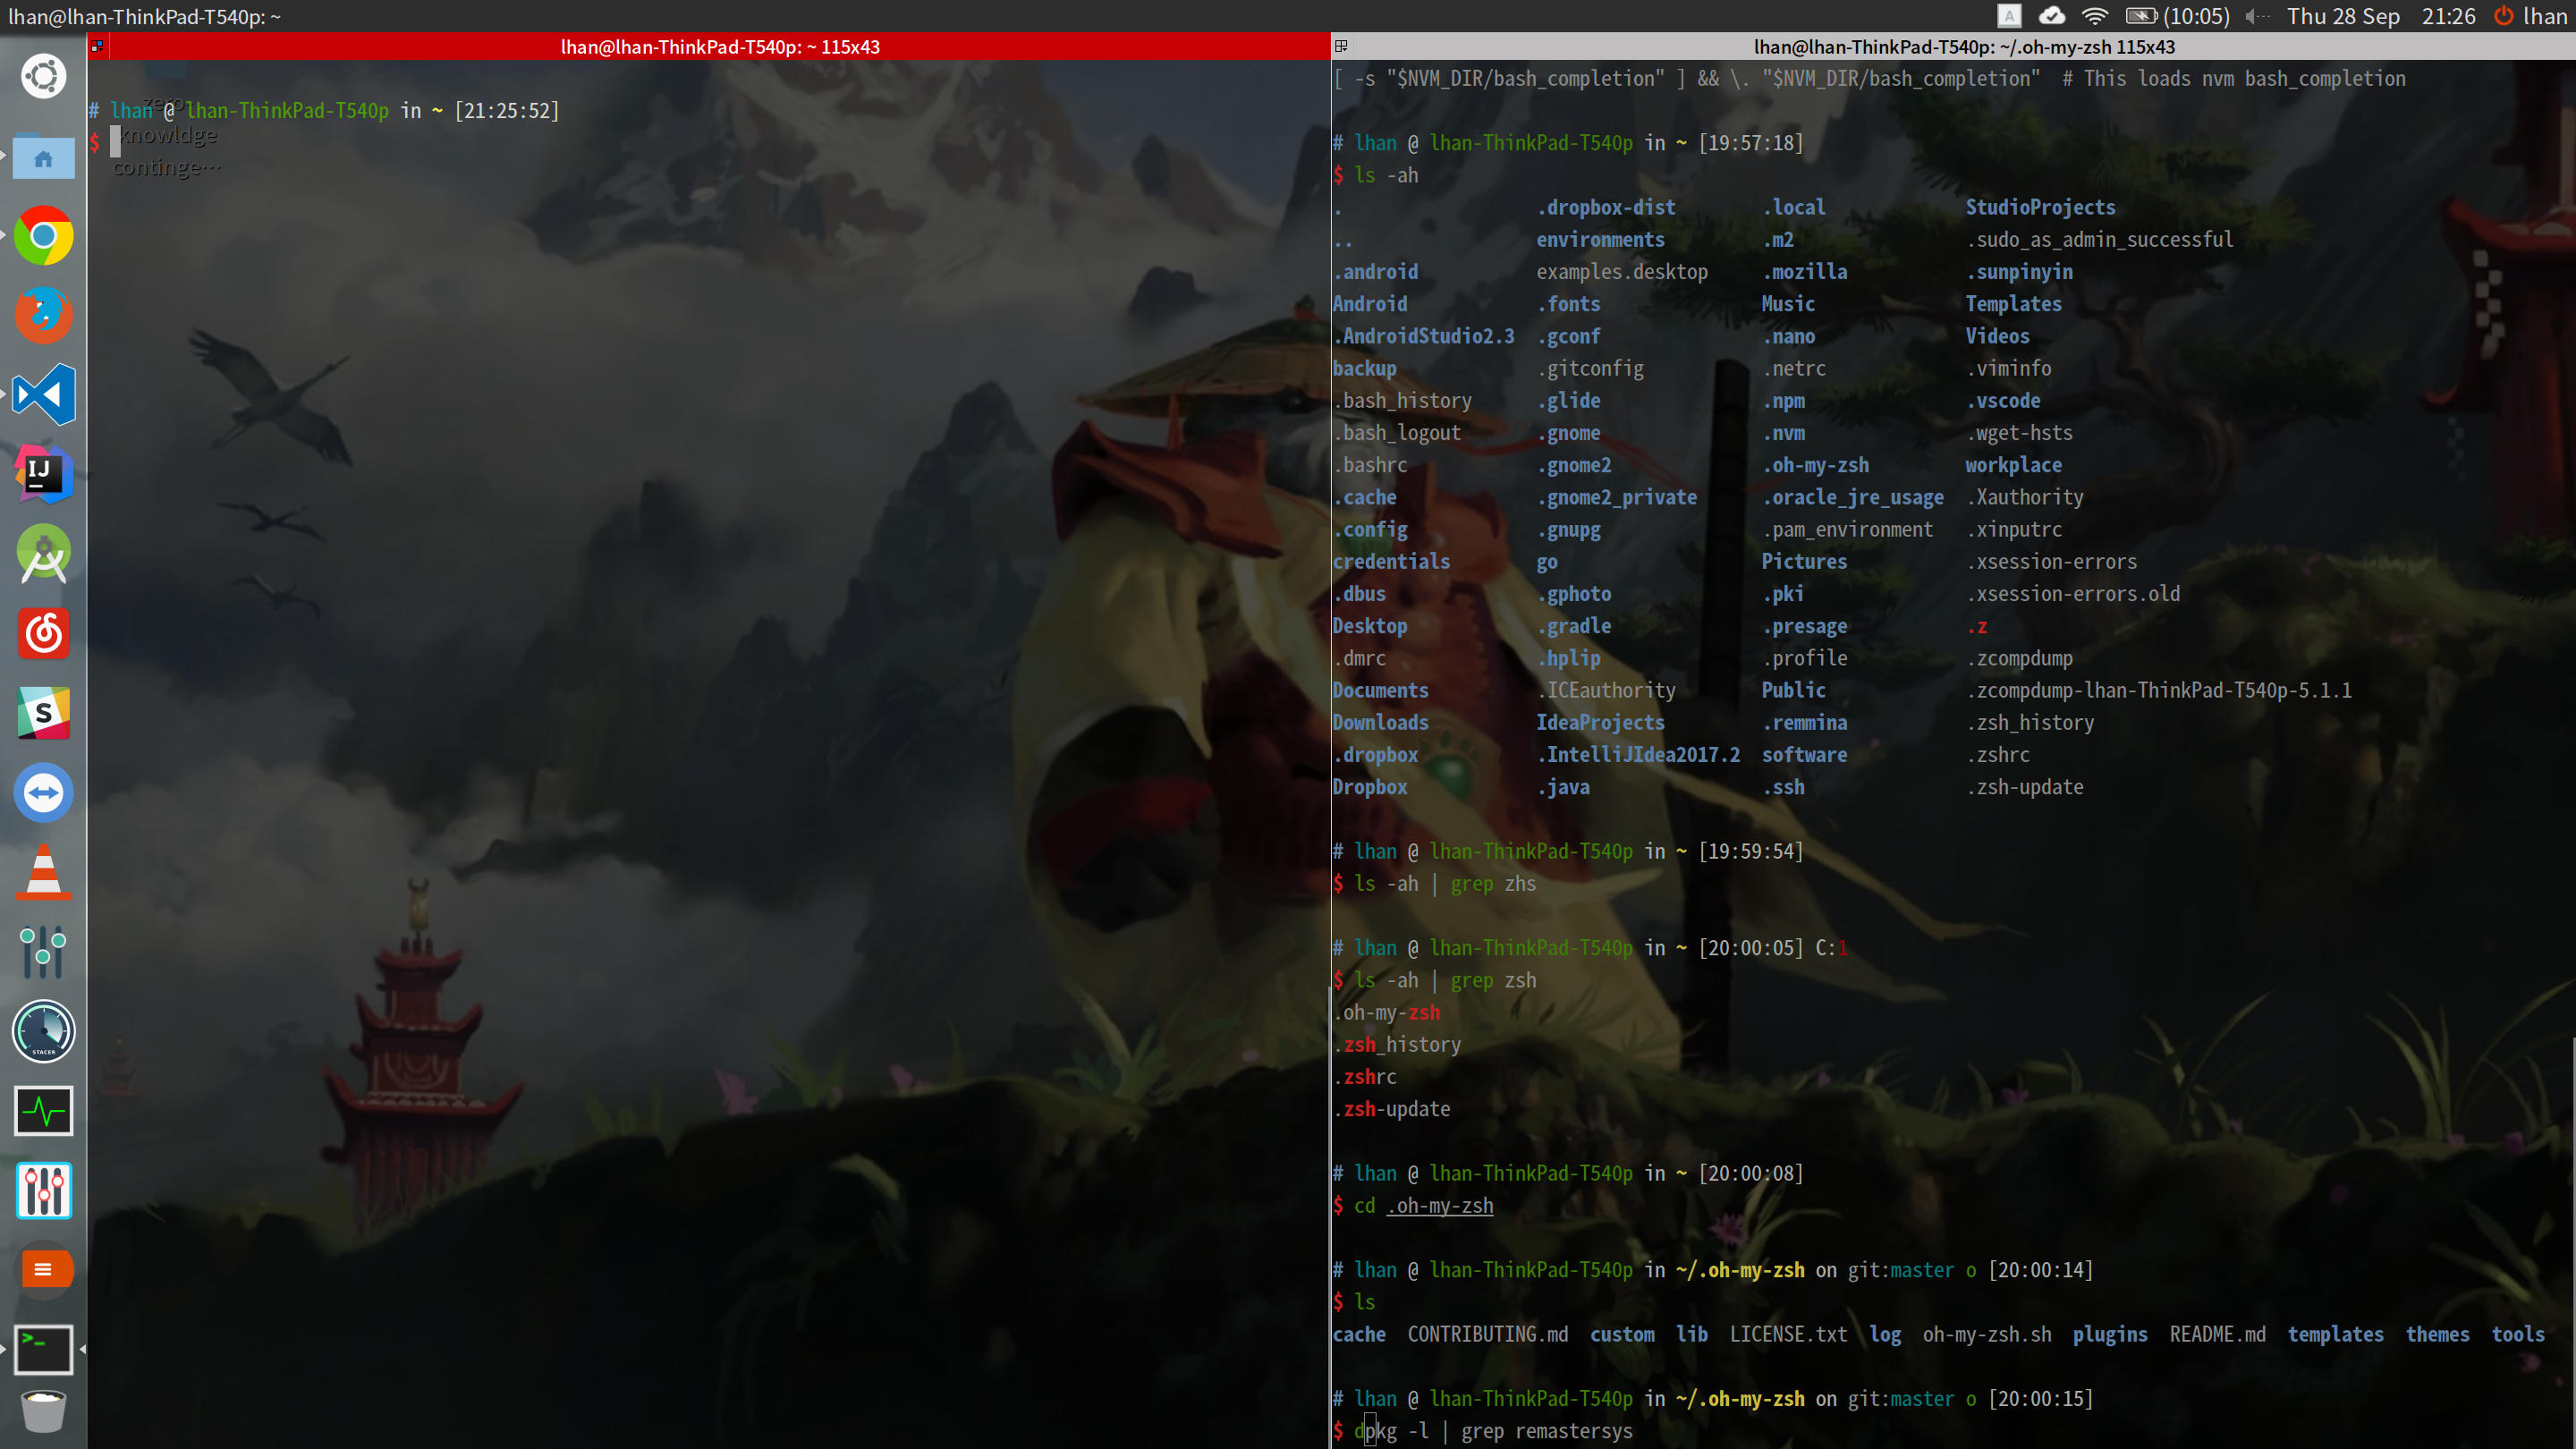 lhan@lhan-ThinkPad-T540p: ~
A (10:05) Thu 28 Sep 21:26 lhan
lhan@lhan-ThinkPad-T540p: ~ 115x43
zero
# lhan @ lhan-ThinkPad-T540p in ~ [21:25:52]
$
knowldge
continge...
IJ
S
STACER
>_
lhan@lhan-ThinkPad-T540p: ~/.oh-my-zsh 115x43
[ -s "$NVM_DIR/bash_completion" ] && \. "$NVM_DIR/bash_completion"  # This loads nvm bash_completion
# lhan @ lhan-ThinkPad-T540p in ~ [19:57:18]
$ ls -ah
. .dropbox-dist .local StudioProjects
.. environments .m2 .sudo_as_admin_successful
.android examples.desktop .mozilla .sunpinyin
Android .fonts Music Templates
.AndroidStudio2.3 .gconf .nano Videos
backup .gitconfig .netrc .viminfo
.bash_history .glide .npm .vscode
.bash_logout .gnome .nvm .wget-hsts
.bashrc .gnome2 .oh-my-zsh workplace
.cache .gnome2_private .oracle_jre_usage .Xauthority
.config .gnupg .pam_environment .xinputrc
credentials go Pictures .xsession-errors
.dbus .gphoto .pki .xsession-errors.old
Desktop .gradle .presage .z
.dmrc .hplip .profile .zcompdump
Documents .ICEauthority Public .zcompdump-lhan-ThinkPad-T540p-5.1.1
Downloads IdeaProjects .remmina .zsh_history
.dropbox .IntelliJIdea2017.2 software .zshrc
Dropbox .java .ssh .zsh-update
# lhan @ lhan-ThinkPad-T540p in ~ [19:59:54]
$ ls -ah | grep zhs
# lhan @ lhan-ThinkPad-T540p in ~ [20:00:05] C:1
$ ls -ah | grep zsh
.oh-my-zsh
.zsh_history
.zshrc
.zsh-update
# lhan @ lhan-ThinkPad-T540p in ~ [20:00:08]
$ cd .oh-my-zsh
# lhan @ lhan-ThinkPad-T540p in ~/.oh-my-zsh on git:master o [20:00:14]
$ ls
cache CONTRIBUTING.md custom lib LICENSE.txt log oh-my-zsh.sh plugins README.md templates themes tools
# lhan @ lhan-ThinkPad-T540p in ~/.oh-my-zsh on git:master o [20:00:15]
$ dpkg -l | grep remastersys